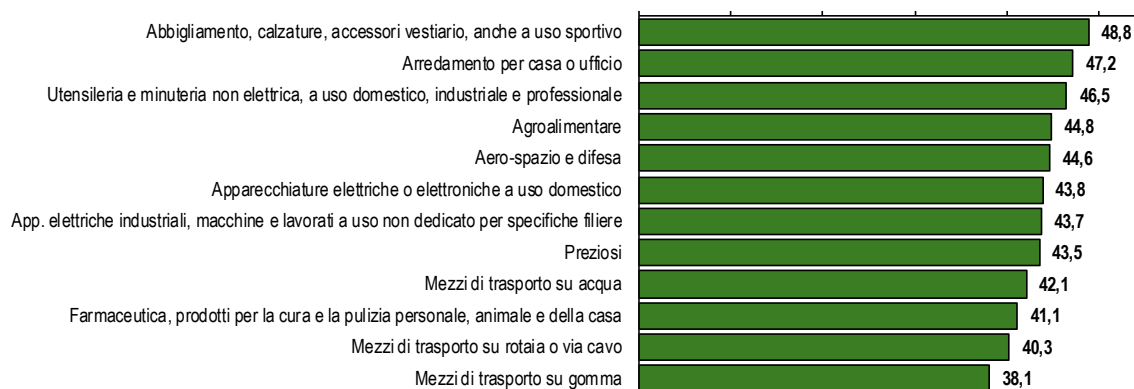 Abbigliamento, calzature, accessori vestiario, anche a uso sportivo 48,8
Arredamento per casa o ufficio 47,2
Utensileria e minuteria non elettrica, a uso domestico, industriale e professionale 46,5
Agroalimentare 44,8
Aero-spazio e difesa 44,6
Apparecchiature elettriche o elettroniche a uso domestico 43,8
App. elettriche industriali, macchine e lavorati a uso non dedicato per specifiche filiere 43,7
Preziosi 43,5
Mezzi di trasporto su acqua 42,1
Farmaceutica, prodotti per la cura e la pulizia personale, animale e della casa 41,1
Mezzi di trasporto su rotaia o via cavo 40,3
Mezzi di trasporto su gomma 38,1